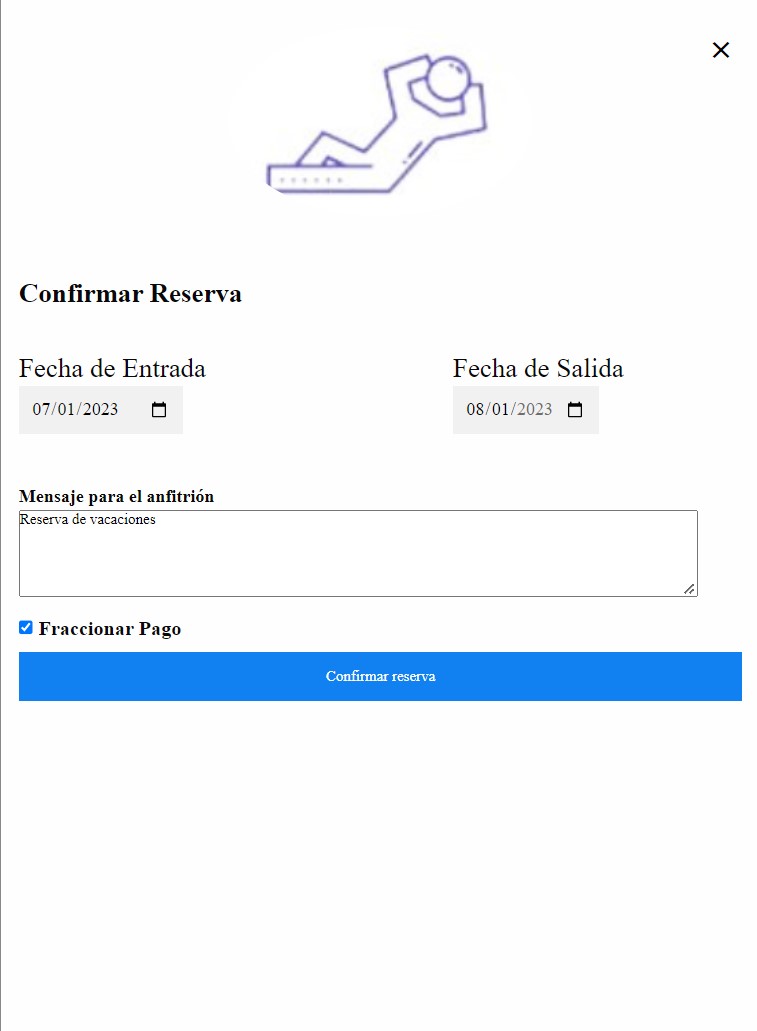 Confirmar Reserva
Fecha de Entrada
Fecha de Salida
07/01/2023
08/01/2023
Mensaje para el anfitrión
Reserva de vacaciones
Fraccionar Pago
Confirmar reserva